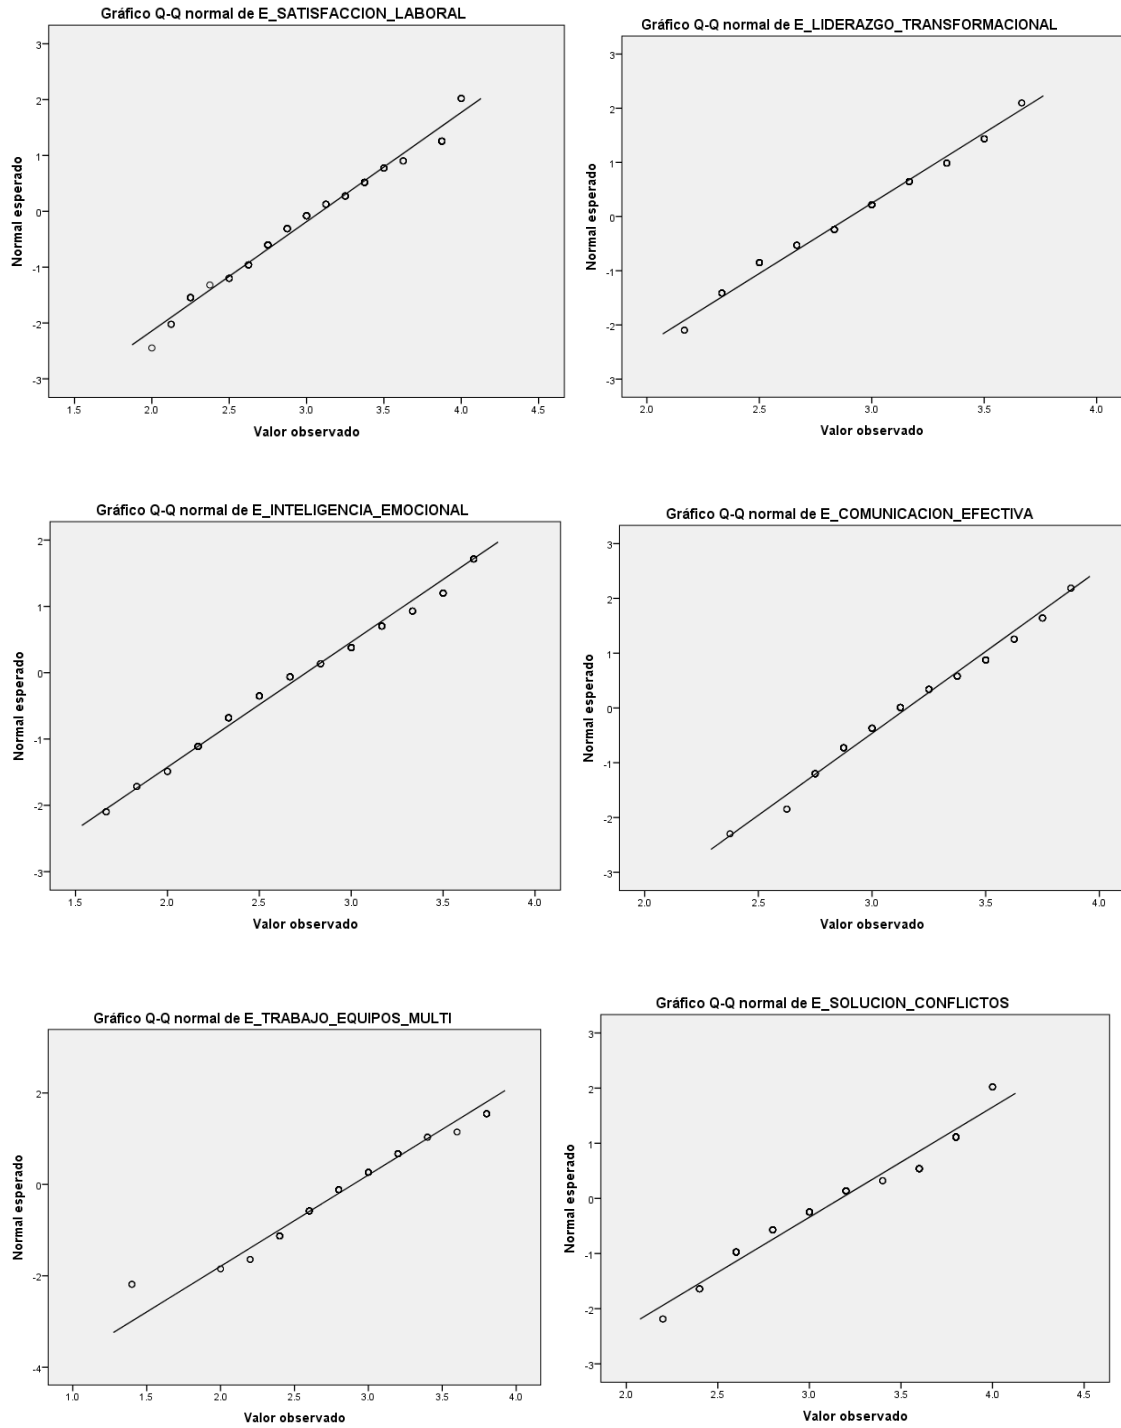 Gráfico Q-Q normal de E_SATISFACCION_LABORAL
Normal esperado
3
2
1
0
-1
-2
-3
1.5 2.0 2.5 3.0 3.5 4.0 4.5
Valor observado
Gráfico Q-Q normal de E_LIDERAZGO_TRANSFORMACIONAL
Normal esperado
3
2
1
0
-1
-2
-3
2.0 2.5 3.0 3.5 4.0
Valor observado
Gráfico Q-Q normal de E_INTELIGENCIA_EMOCIONAL
Normal esperado
2
1
0
-1
-2
-3
1.5 2.0 2.5 3.0 3.5 4.0
Valor observado
Gráfico Q-Q normal de E_COMUNICACION_EFECTIVA
Normal esperado
3
2
1
0
-1
-2
-3
2.0 2.5 3.0 3.5 4.0
Valor observado
Gráfico Q-Q normal de E_TRABAJO_EQUIPOS_MULTI
Normal esperado
2
0
-2
-4
1.0 1.5 2.0 2.5 3.0 3.5 4.0
Valor observado
Gráfico Q-Q normal de E_SOLUCION_CONFLICTOS
Normal esperado
3
2
1
0
-1
-2
-3
2.0 2.5 3.0 3.5 4.0 4.5
Valor observado